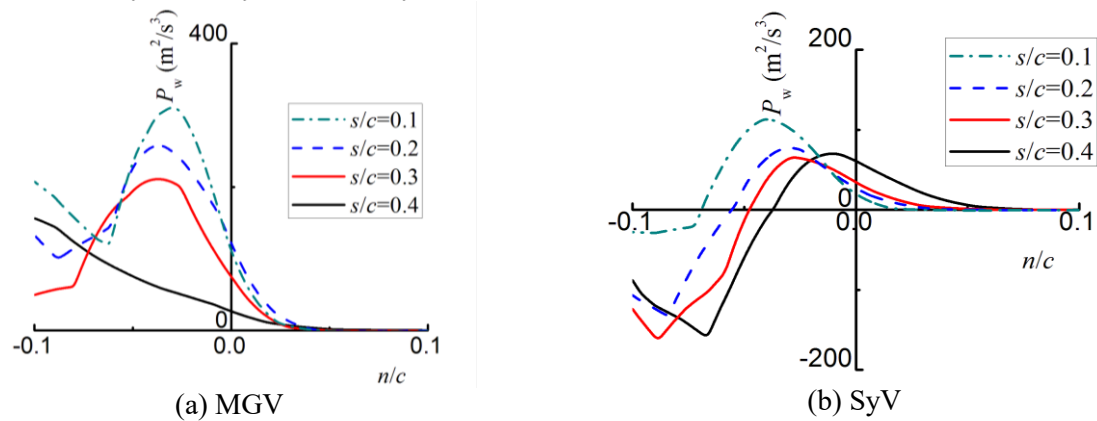 400
P_w (m²/s³)
s/c=0.1
s/c=0.2
s/c=0.3
s/c=0.4
0
-0.1
0.0
0.1
n/c
(a) MGV
200
P_w (m²/s³)
s/c=0.1
s/c=0.2
s/c=0.3
s/c=0.4
0
-0.1
0.0
0.1
n/c
-200
(b) SyV